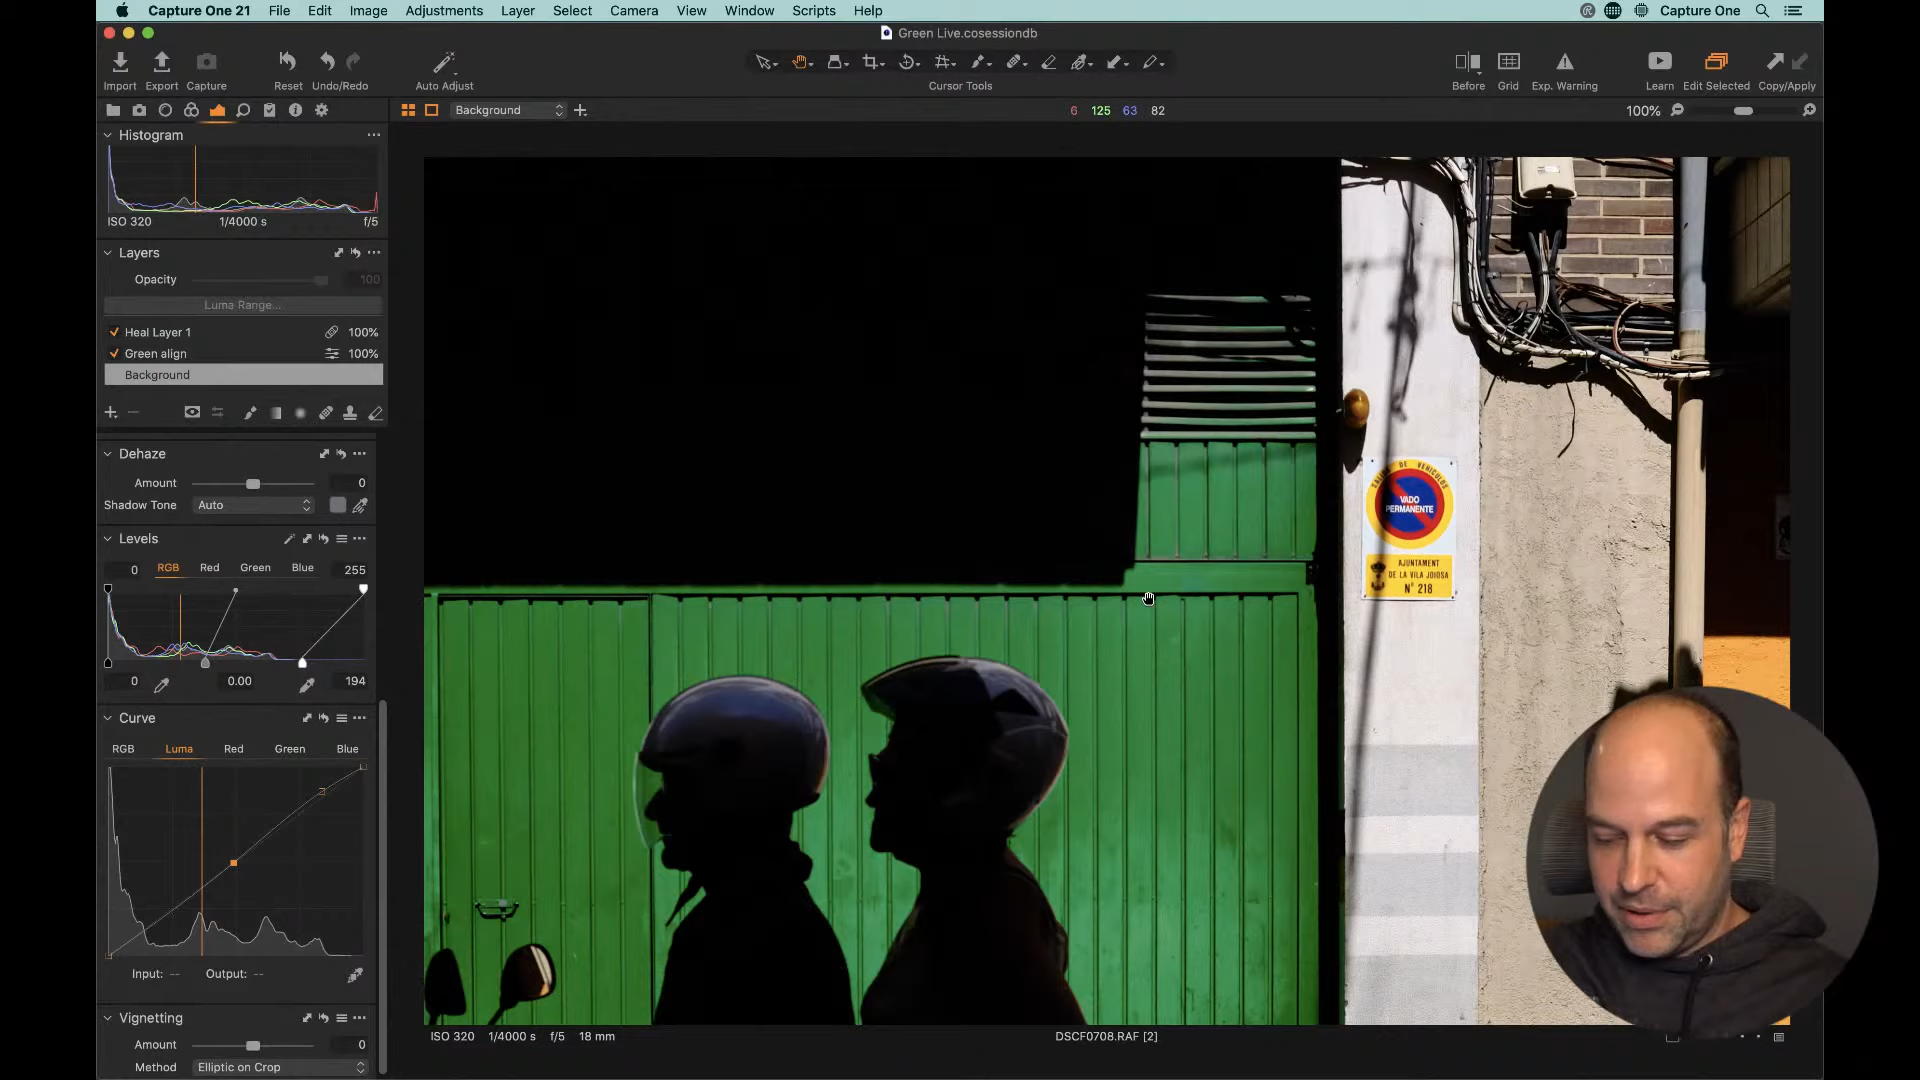 Capture One 21 File Edit Image Adjustments Layer Select Camera View Window Scripts Help Capture One
Green Live.cosessiondb
Import Export Capture Reset Undo/Redo Auto Adjust Cursor Tools Before Grid Exp. Warning Learn Edit Selected Copy/Apply
Background 6 125 63 82 100%
Histogram
ISO 320 1/4000 s f/5
Layers
Opacity 100
Luma Range...
Heal Layer 1 100%
Green align 100%
Background
Dehaze
Amount 0
Shadow Tone Auto
Levels
0 RGB Red Green Blue 255
0 0.00 194
Curve
RGB Luma Red Green Blue
Input: -- Output: --
Vignetting
Amount 0
Method Elliptic on Crop
DE VEHICULOS
VADO
PERMANENTE
AJUNTAMENT
DE LA VILA JOIOSA
N° 218
ISO 320 1/4000 s f/5 18 mm DSCF0708.RAF [2]